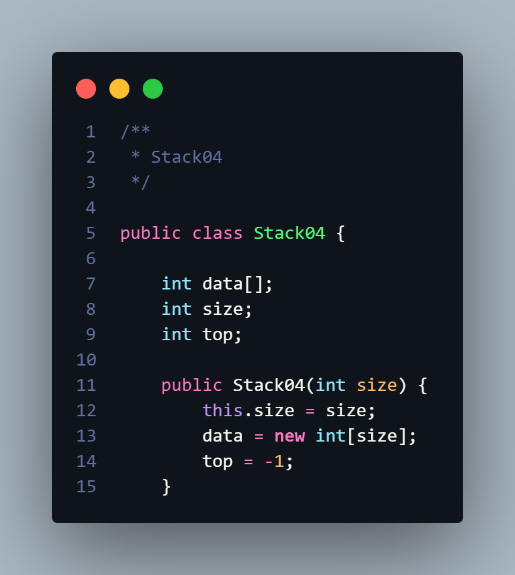 1 /**
2  * Stack04
3  */
4
5 public class Stack04 {
6
7     int data[];
8     int size;
9     int top;
10
11     public Stack04(int size) {
12         this.size = size;
13         data = new int[size];
14         top = -1;
15     }